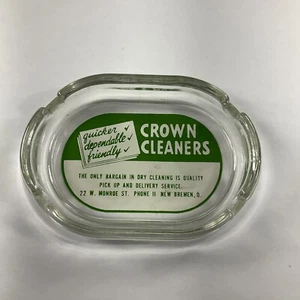 quicker ✓
dependable ✓
friendly ✓
CROWN
CLEANERS
THE ONLY BARGAIN IN DRY CLEANING IS QUALITY
PICK UP AND DELIVERY SERVICE.
22 W. MONROE ST. PHONE 11 NEW BREMEN, O.